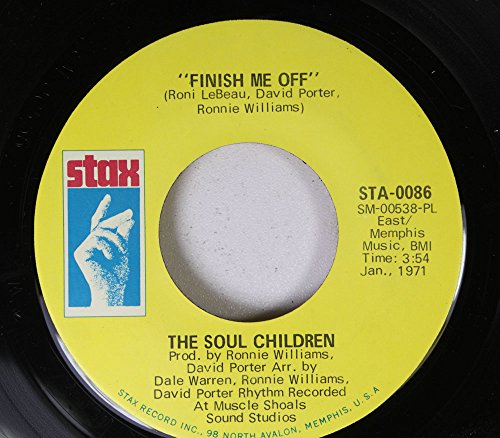 "FINISH ME OFF"
(Roni LeBeau, David Porter,
Ronnie Williams)
stax
STA-0086
SM-00538-PL
East/
Memphis
Music, BMI
Time: 3:54
Jan., 1971
THE SOUL CHILDREN
Prod. by Ronnie Williams,
David Porter Arr. by
Dale Warren, Ronnie Williams,
David Porter Rhythm Recorded
At Muscle Shoals
Sound Studios
STAX RECORD INC., 98 NORTH AVALON, MEMPHIS, U.S.A